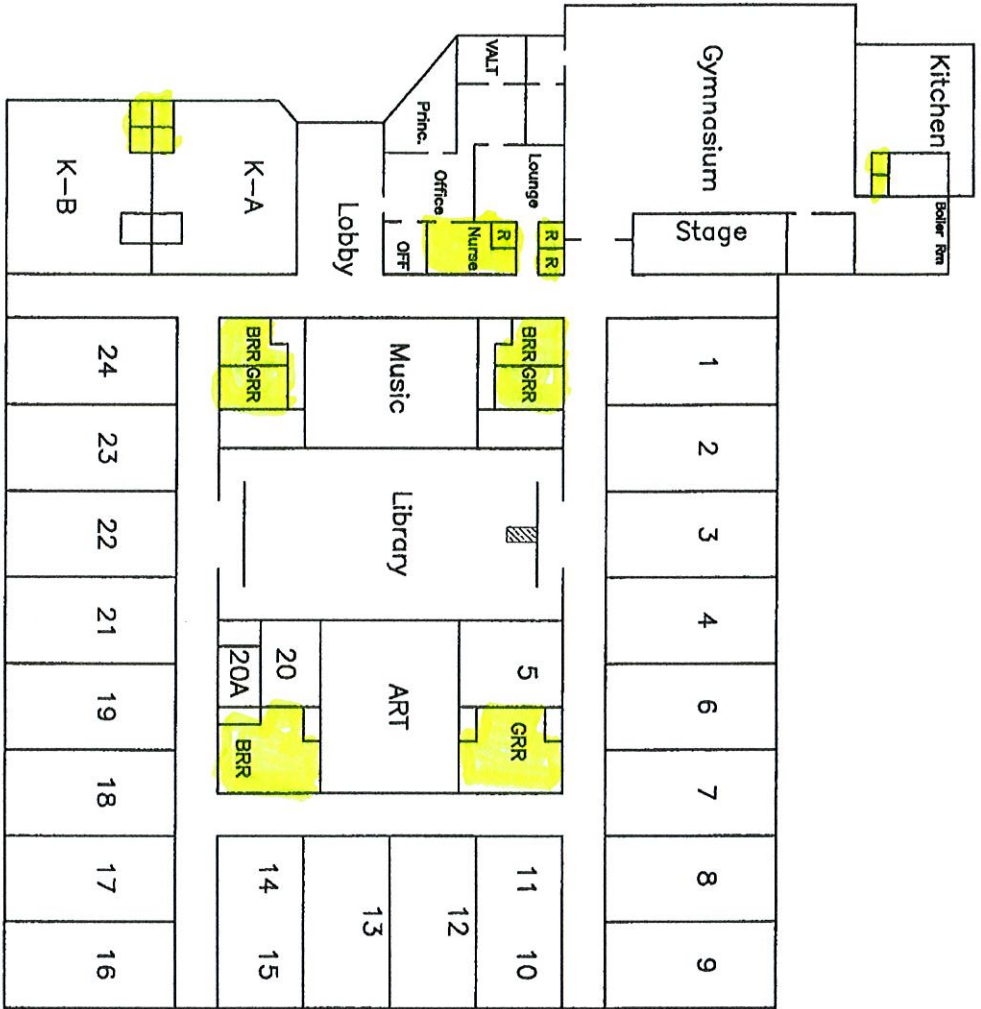 Kitchen
Boiler Rm
Gymnasium
Stage
VALT
Princ.
Lounge
Office
Nurse
R
R
R
OFF
Lobby
K-A
K-B
1
2
3
4
6
7
8
9
BRR
GRR
Music
BRR
GRR
Library
5
GRR
ART
20
20A
BRR
11
10
12
13
14
15
24
23
22
21
19
18
17
16